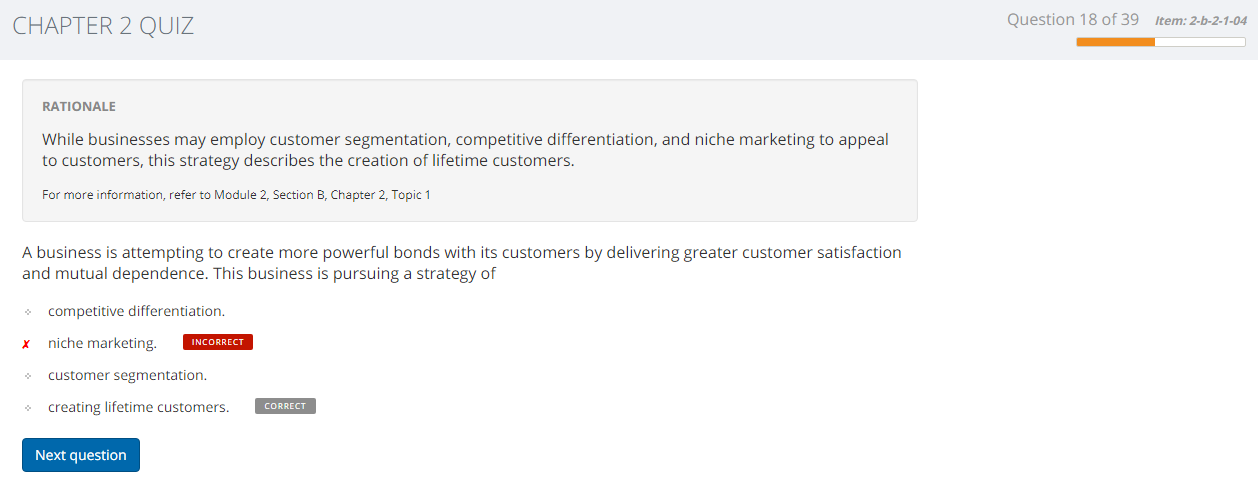 CHAPTER 2 QUIZ
Question 18 of 39 Item: 2-b-2-1-04
RATIONALE
While businesses may employ customer segmentation, competitive differentiation, and niche marketing to appeal
to customers, this strategy describes the creation of lifetime customers.
For more information, refer to Module 2, Section B, Chapter 2, Topic 1
A business is attempting to create more powerful bonds with its customers by delivering greater customer satisfaction
and mutual dependence. This business is pursuing a strategy of
competitive differentiation.
✗ niche marketing. INCORRECT
customer segmentation.
creating lifetime customers. CORRECT
Next question